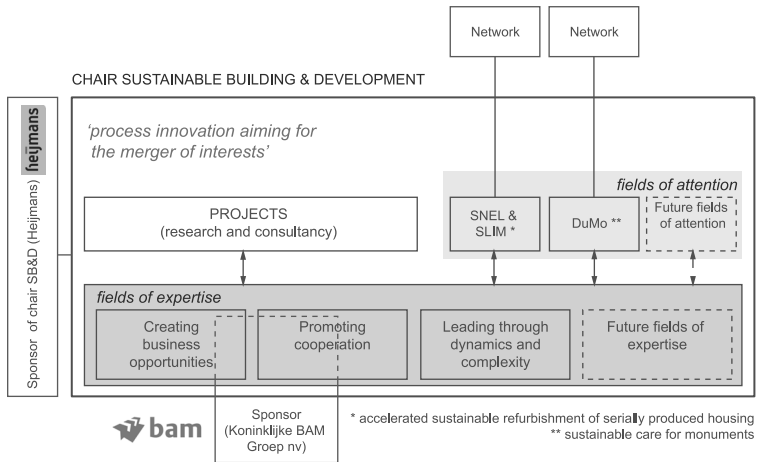 Network
Network
CHAIR SUSTAINABLE BUILDING & DEVELOPMENT
Sponsor of chair SB&D (Heijmans)
heijmans
'process innovation aiming for
the merger of interests'
fields of attention
PROJECTS
(research and consultancy)
SNEL &
SLIM *
DuMo **
Future fields
of attention
fields of expertise
Creating
business
opportunities
Promoting
cooperation
Leading through
dynamics and
complexity
Future fields of
expertise
bam
Sponsor
(Koninklijke BAM
Groep nv)
* accelerated sustainable refurbishment of serially produced housing
** sustainable care for monuments